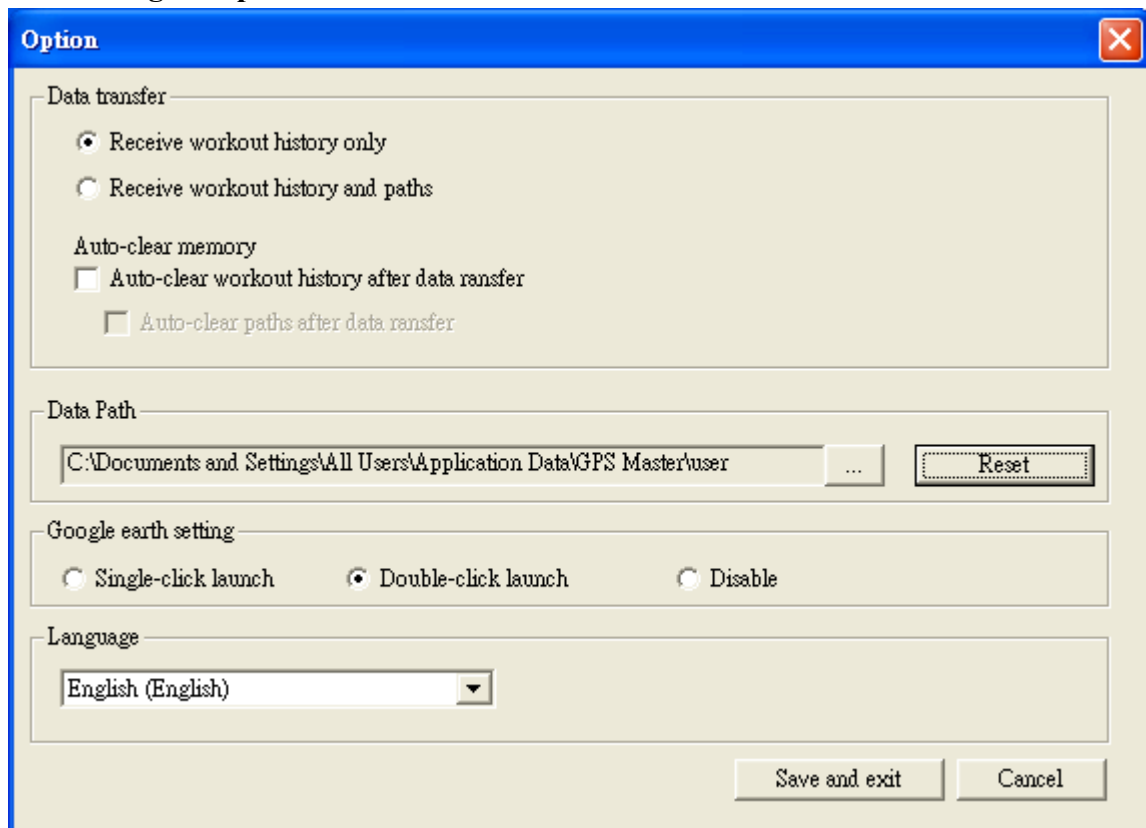 Option
Data transfer
Receive workout history only
Receive workout history and paths
Auto-clear memory
Auto-clear workout history after data ransfer
Auto-clear paths after data ransfer
Data Path
C:\Documents and Settings\All Users\Application Data\GPS Master\user ... Reset
Google earth setting
Single-click launch Double-click launch Disable
Language
English (English)
Save and exit Cancel